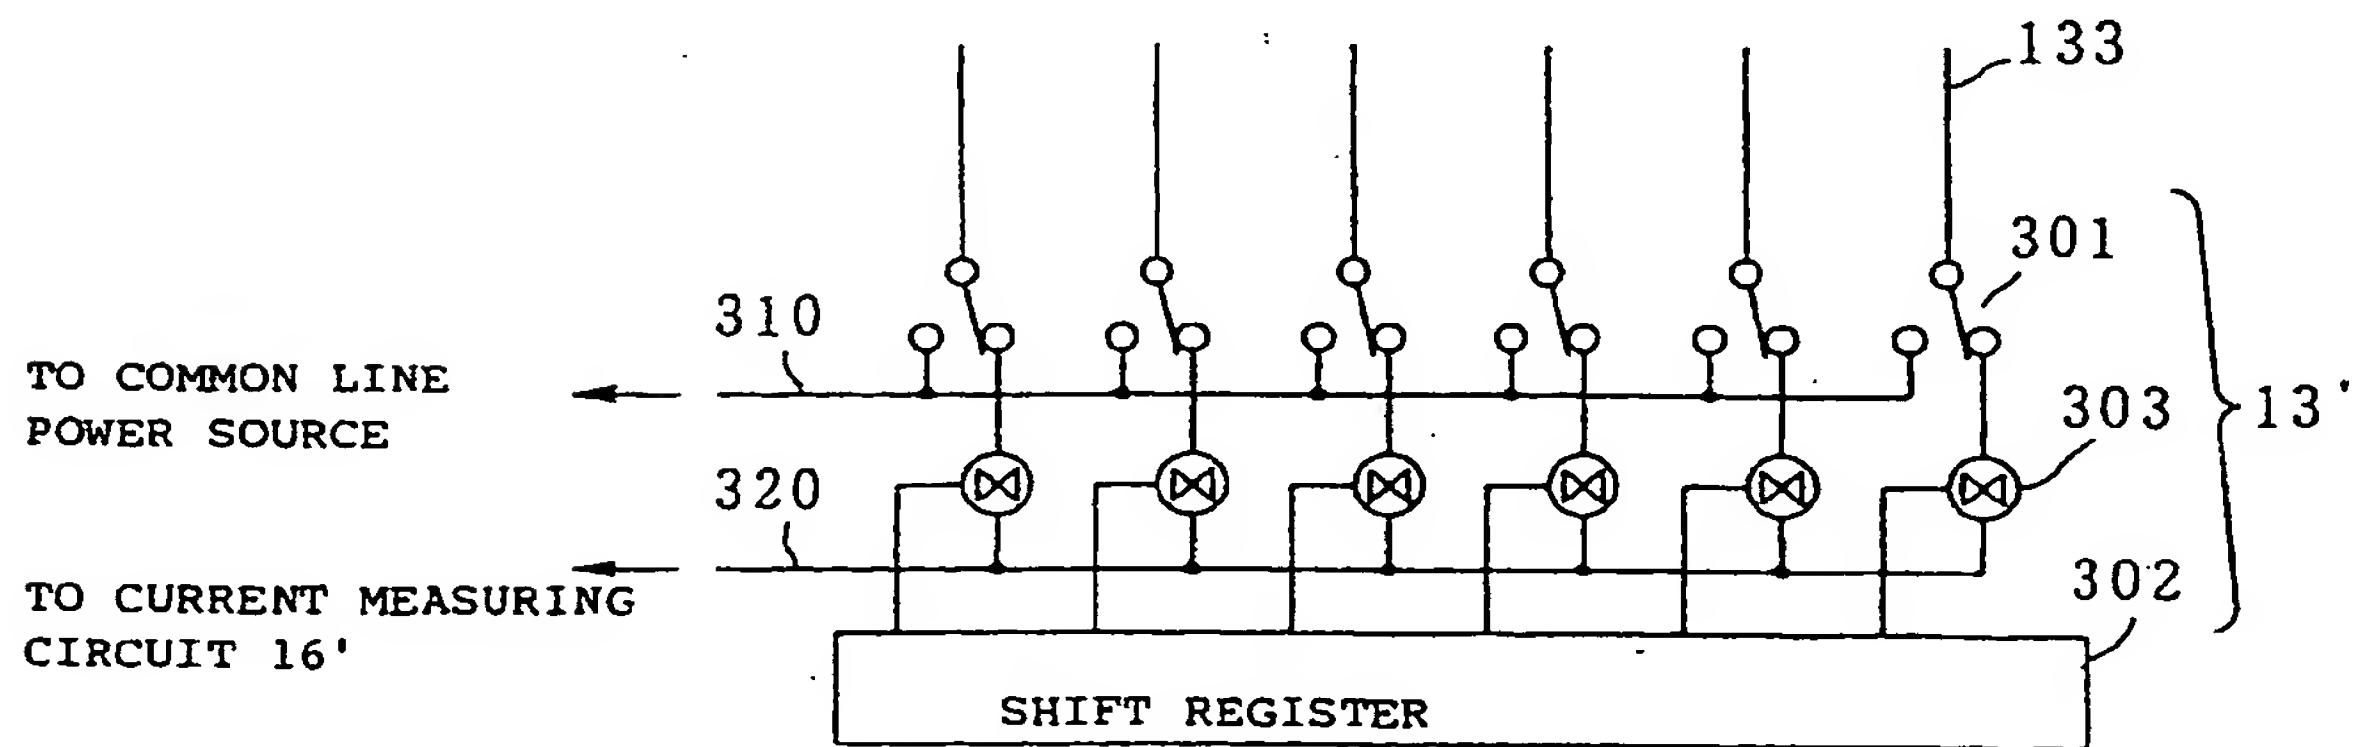 133
301
310
TO COMMON LINE
POWER SOURCE
303
13'
320
TO CURRENT MEASURING
CIRCUIT 16'
302
SHIFT REGISTER